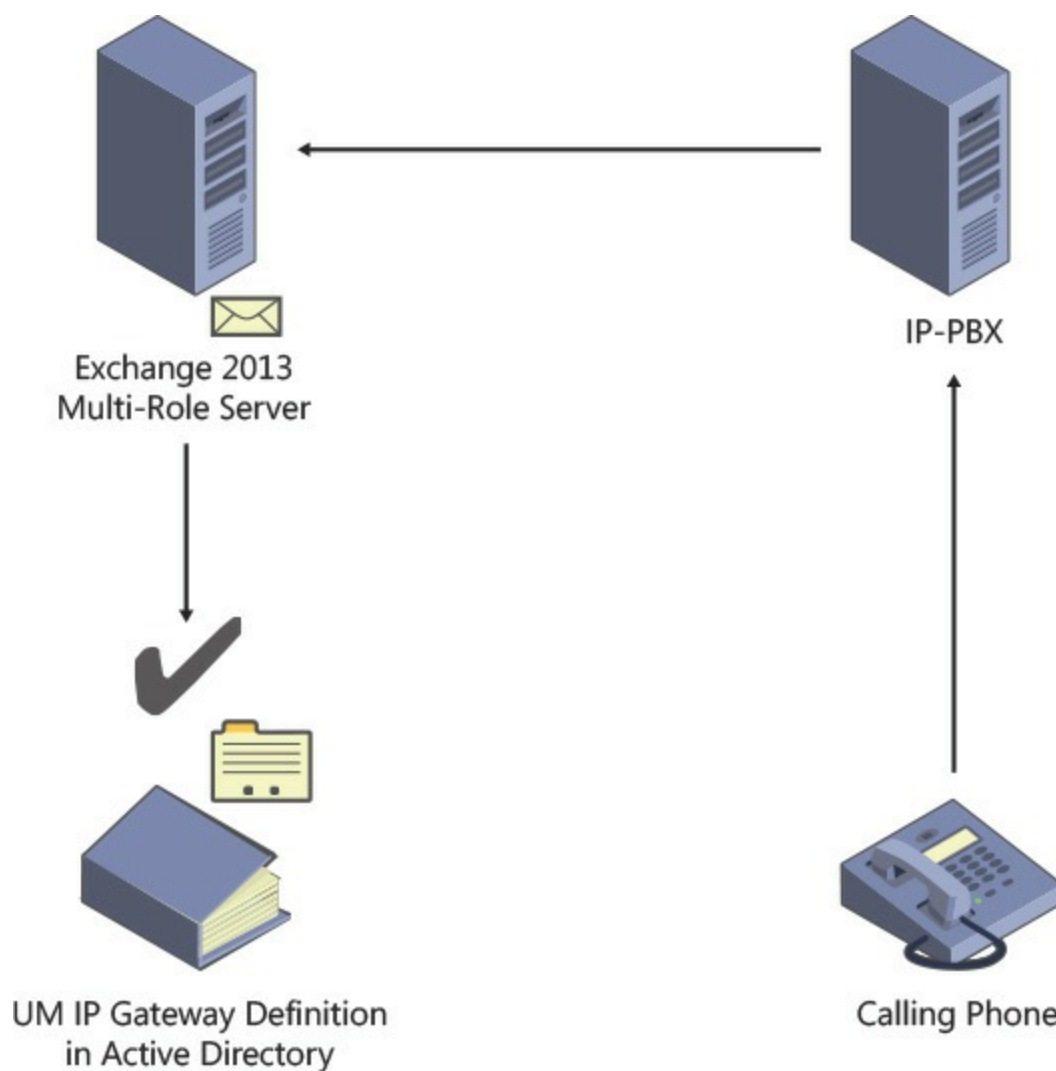 IP-PBX
Exchange 2013
Multi-Role Server
UM IP Gateway Definition
in Active Directory
Calling Phone